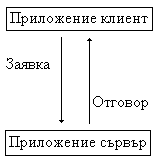 Приложение клиент
Заявка
Отговор
Приложение сървър